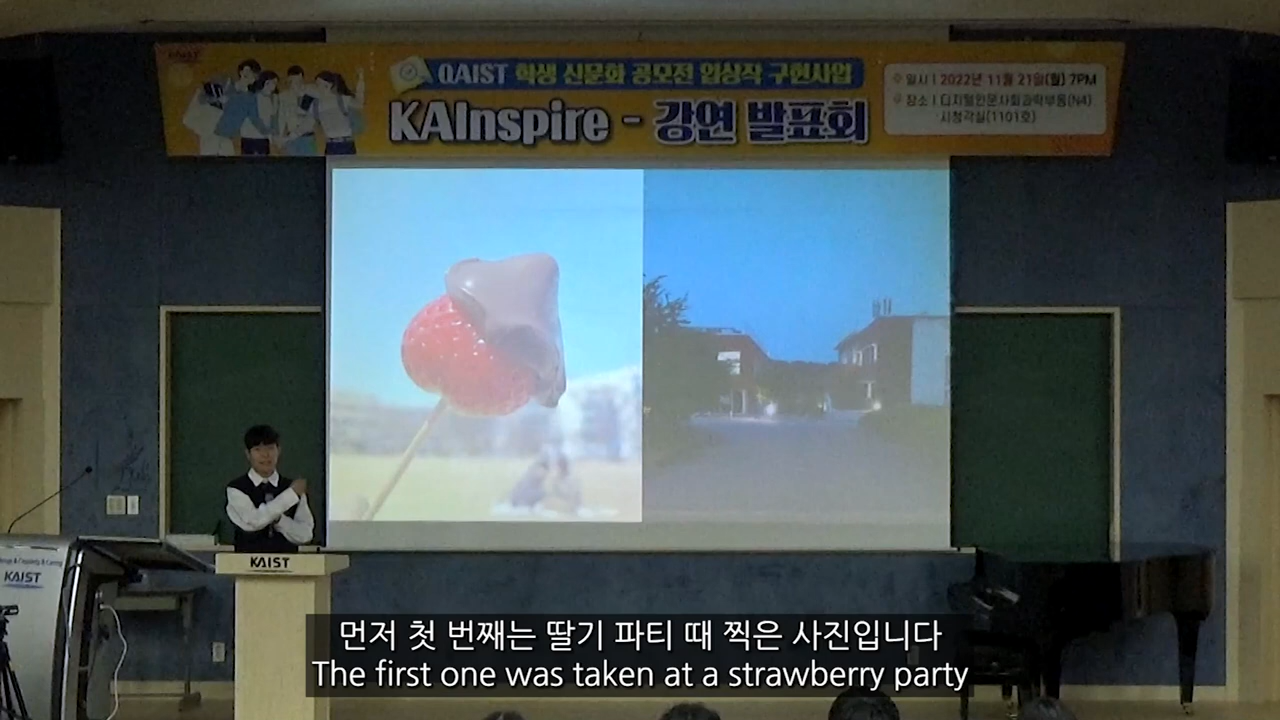 KAIST
QAIST 학생 신문화 공모전 입상작 구현사업
KAInspire - 강연 발표회
일시 | 2022년 11월 21일(월) 7PM
장소 | 디지털인문사회과학부동(N4)
시청각실(1101호)
KAIST
KAIST
먼저 첫 번째는 딸기 파티 때 찍은 사진입니다
The first one was taken at a strawberry party